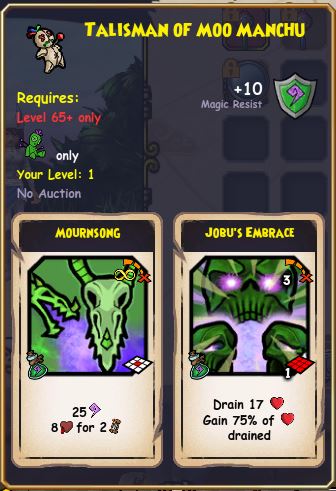 TALISMAN OF MOO MANCHU
Requires:
Level 65+ only
only
Your Level: 1
No Auction
+10
Magic Resist
MOURNSONG
25
8 for 2
JOBU'S EMBRACE
3
1
Drain 17
Gain 75% of
drained